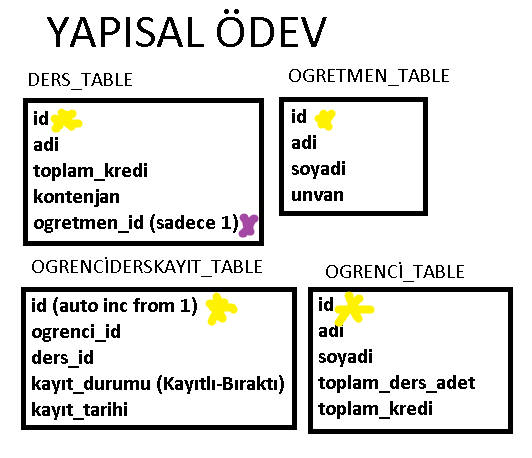 YAPISAL ÖDEV
DERS_TABLE
id
adi
toplam_kredi
kontenjan
ogretmen_id (sadece 1)
OGRETMEN_TABLE
id
adi
soyadi
unvan
OGRENCİDERSKAYIT_TABLE
id (auto inc from 1)
ogrenci_id
ders_id
kayıt_durumu (Kayıtlı-Bıraktı)
kayıt_tarihi
OGRENCİ_TABLE
id
adi
soyadi
toplam_ders_adet
toplam_kredi